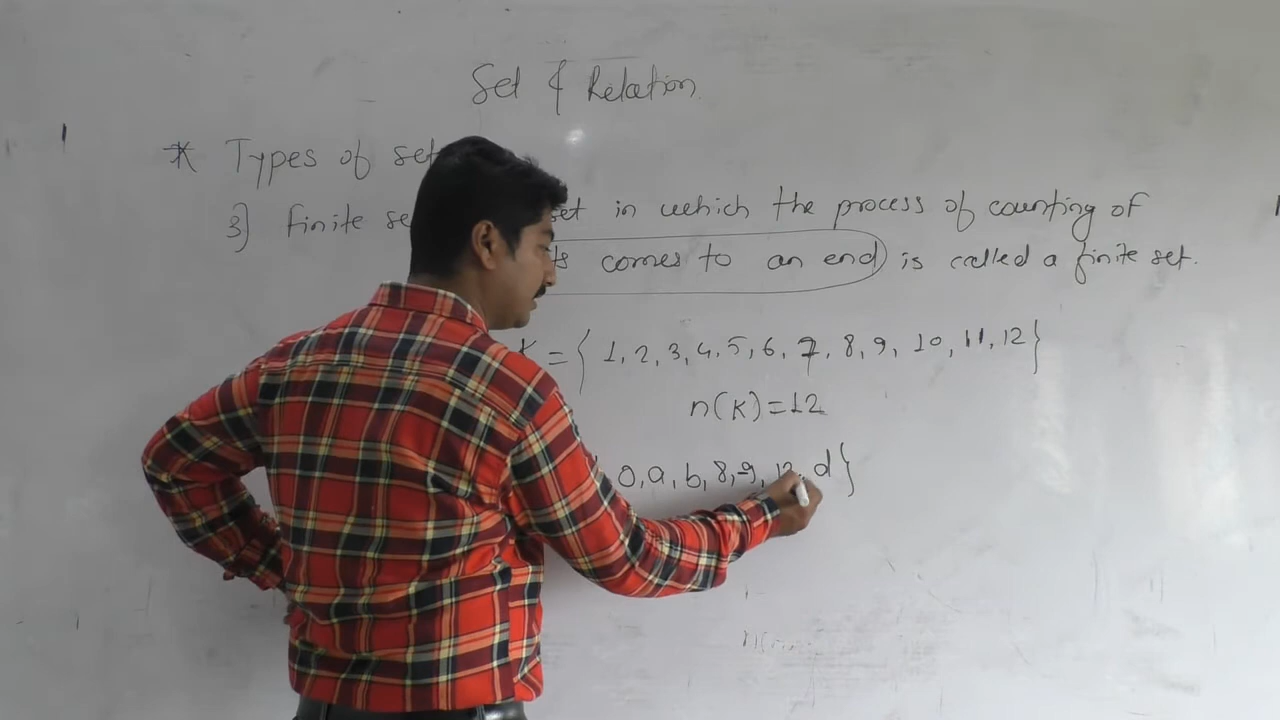 Set & Relation
* Types of set
3) finite se set in which the process of counting of
ts comes to an end is called a finite set.
K = { 1, 2, 3, 4, 5, 6, 7, 8, 9, 10, 11, 12 }
n(K) = 12
0, a, b, 8, 9, 12, d }